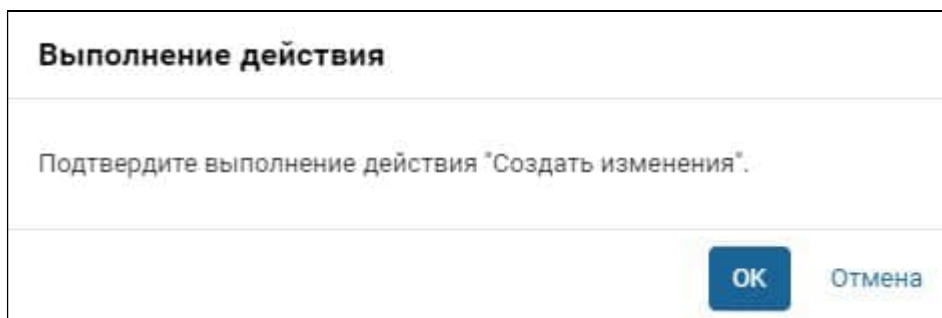 Выполнение действия
Подтвердите выполнение действия "Создать изменения".
ОК Отмена